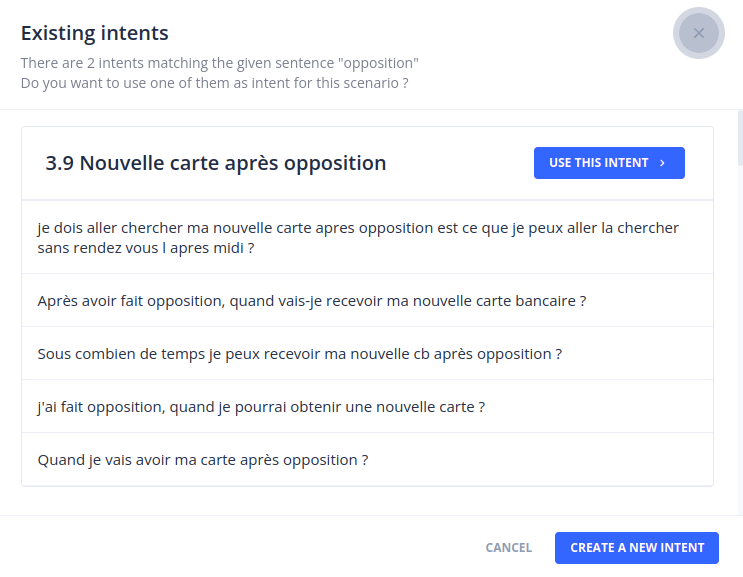 Existing intents
There are 2 intents matching the given sentence "opposition"
Do you want to use one of them as intent for this scenario ?
3.9 Nouvelle carte après opposition
USE THIS INTENT
je dois aller chercher ma nouvelle carte apres opposition est ce que je peux aller la chercher
sans rendez vous l apres midi ?
Après avoir fait opposition, quand vais-je recevoir ma nouvelle carte bancaire ?
Sous combien de temps je peux recevoir ma nouvelle cb après opposition ?
j'ai fait opposition, quand je pourrai obtenir une nouvelle carte ?
Quand je vais avoir ma carte après opposition ?
CANCEL
CREATE A NEW INTENT